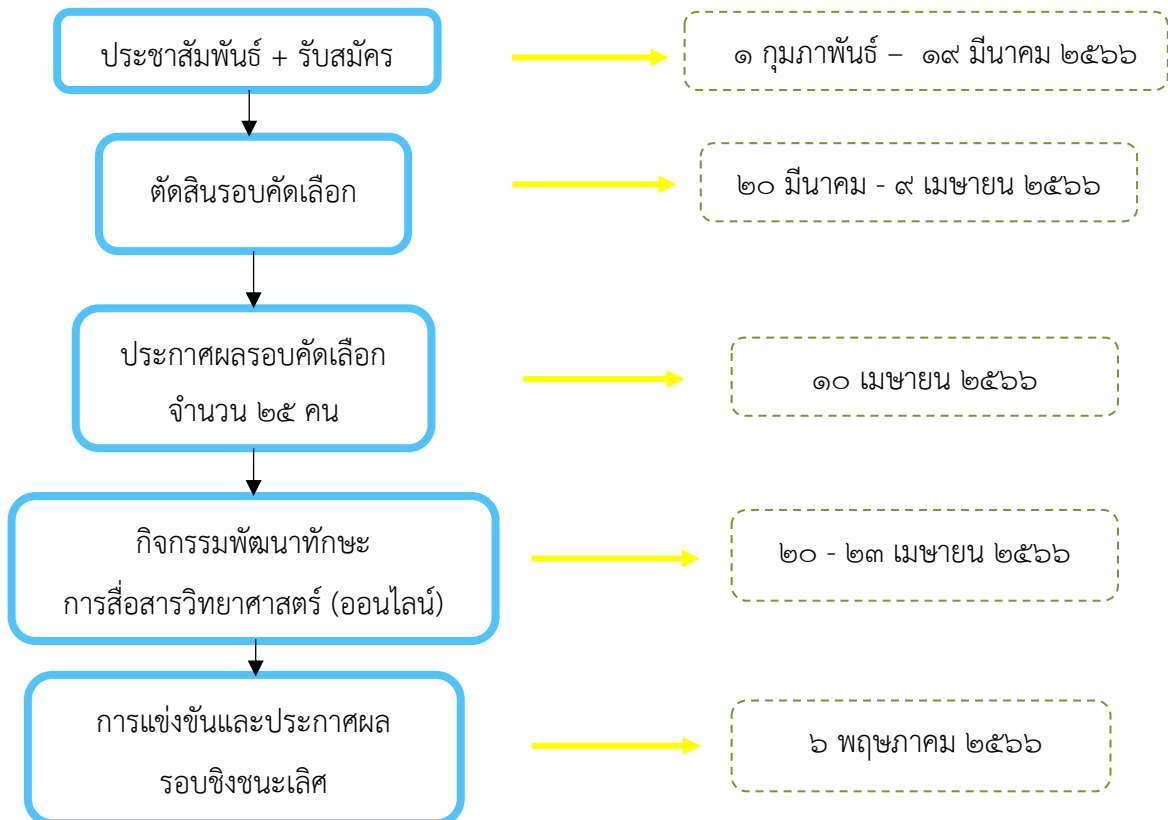 ประชาสัมพันธ์ + รับสมัคร
๑ กุมภาพันธ์ – ๑๙ มีนาคม ๒๕๖๖
ตัดสินรอบคัดเลือก
๒๐ มีนาคม - ๙ เมษายน ๒๕๖๖
ประกาศผลรอบคัดเลือก
จำนวน ๒๕ คน
๑๐ เมษายน ๒๕๖๖
กิจกรรมพัฒนาทักษะ
การสื่อสารวิทยาศาสตร์ (ออนไลน์)
๒๐ - ๒๓ เมษายน ๒๕๖๖
การแข่งขันและประกาศผล
รอบชิงชนะเลิศ
๖ พฤษภาคม ๒๕๖๖